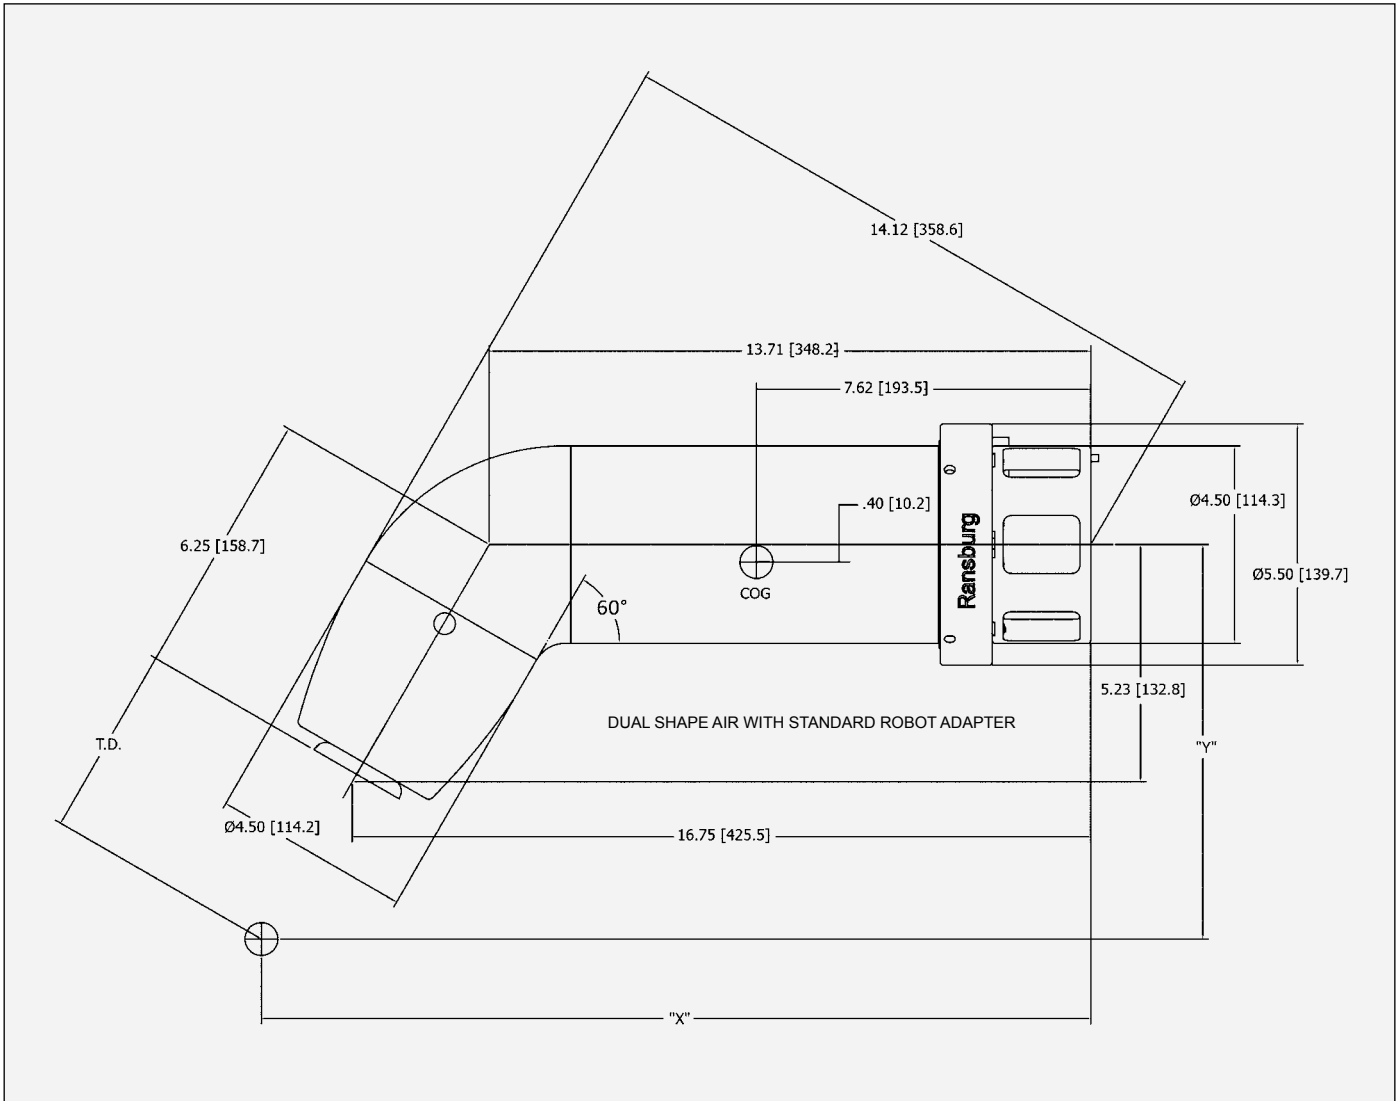 14.12 [358.6]
13.71 [348.2]
7.62 [193.5]
.40 [10.2]
Ø4.50 [114.3]
6.25 [158.7]
Ransburg
Ø5.50 [139.7]
COG
60°
5.23 [132.8]
DUAL SHAPE AIR WITH STANDARD ROBOT ADAPTER
T.D.
"Y"
Ø4.50 [114.2]
16.75 [425.5]
"X"